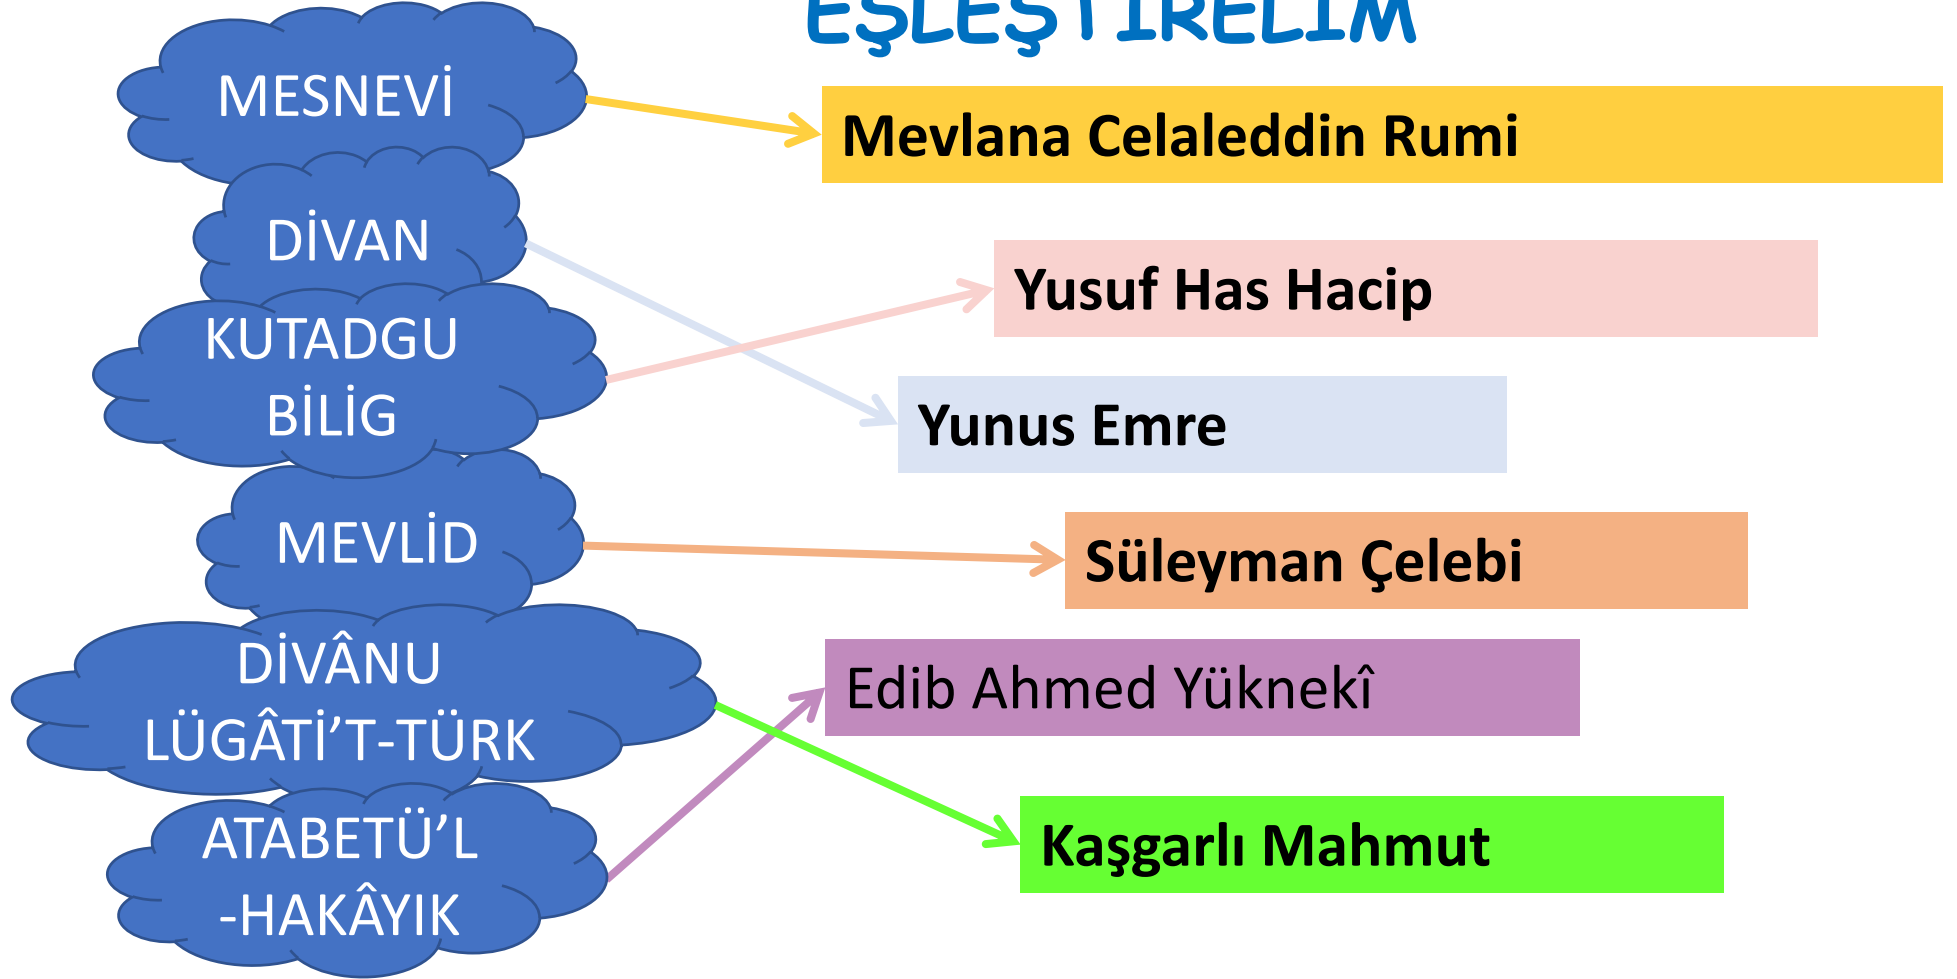 EŞLEŞTİRELİM
MESNEVİ
Mevlana Celaleddin Rumi
DİVAN
Yusuf Has Hacip
KUTADGU
BİLİG
Yunus Emre
MEVLİD
Süleyman Çelebi
DİVÂNU
LÜGÂTİ’T-TÜRK
Edib Ahmed Yüknekî
ATABETÜ’L
-HAKÂYIK
Kaşgarlı Mahmut